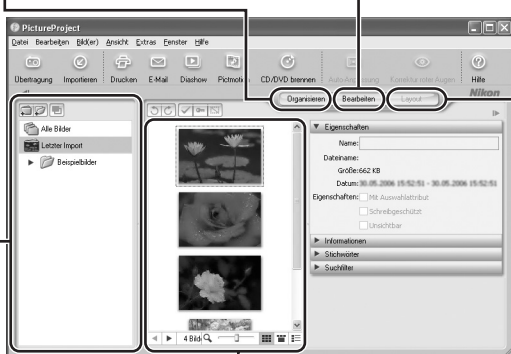 PictureProject
Datei Bearbeiten Bild(er) Ansicht Extras Fenster Hilfe
Übertragung Importieren Drucken E-Mail Diashow Pictmotion CD/DVD brennen Auto-Anpassung Korrektur roter Augen Hilfe
Organisieren Bearbeiten Layout Nikon
Alle Bilder
Letzter Import
Beispielbilder
Eigenschaften
Name:
Dateiname:
Größe: 662 KB
Datum: 30.05.2006 15:52:51 - 30.05.2006 15:52:51
Eigenschaften: Mit Auswahlattribut
Schreibgeschützt
Unsichtbar
Informationen
Stichwörter
Suchfilter
4 Bild